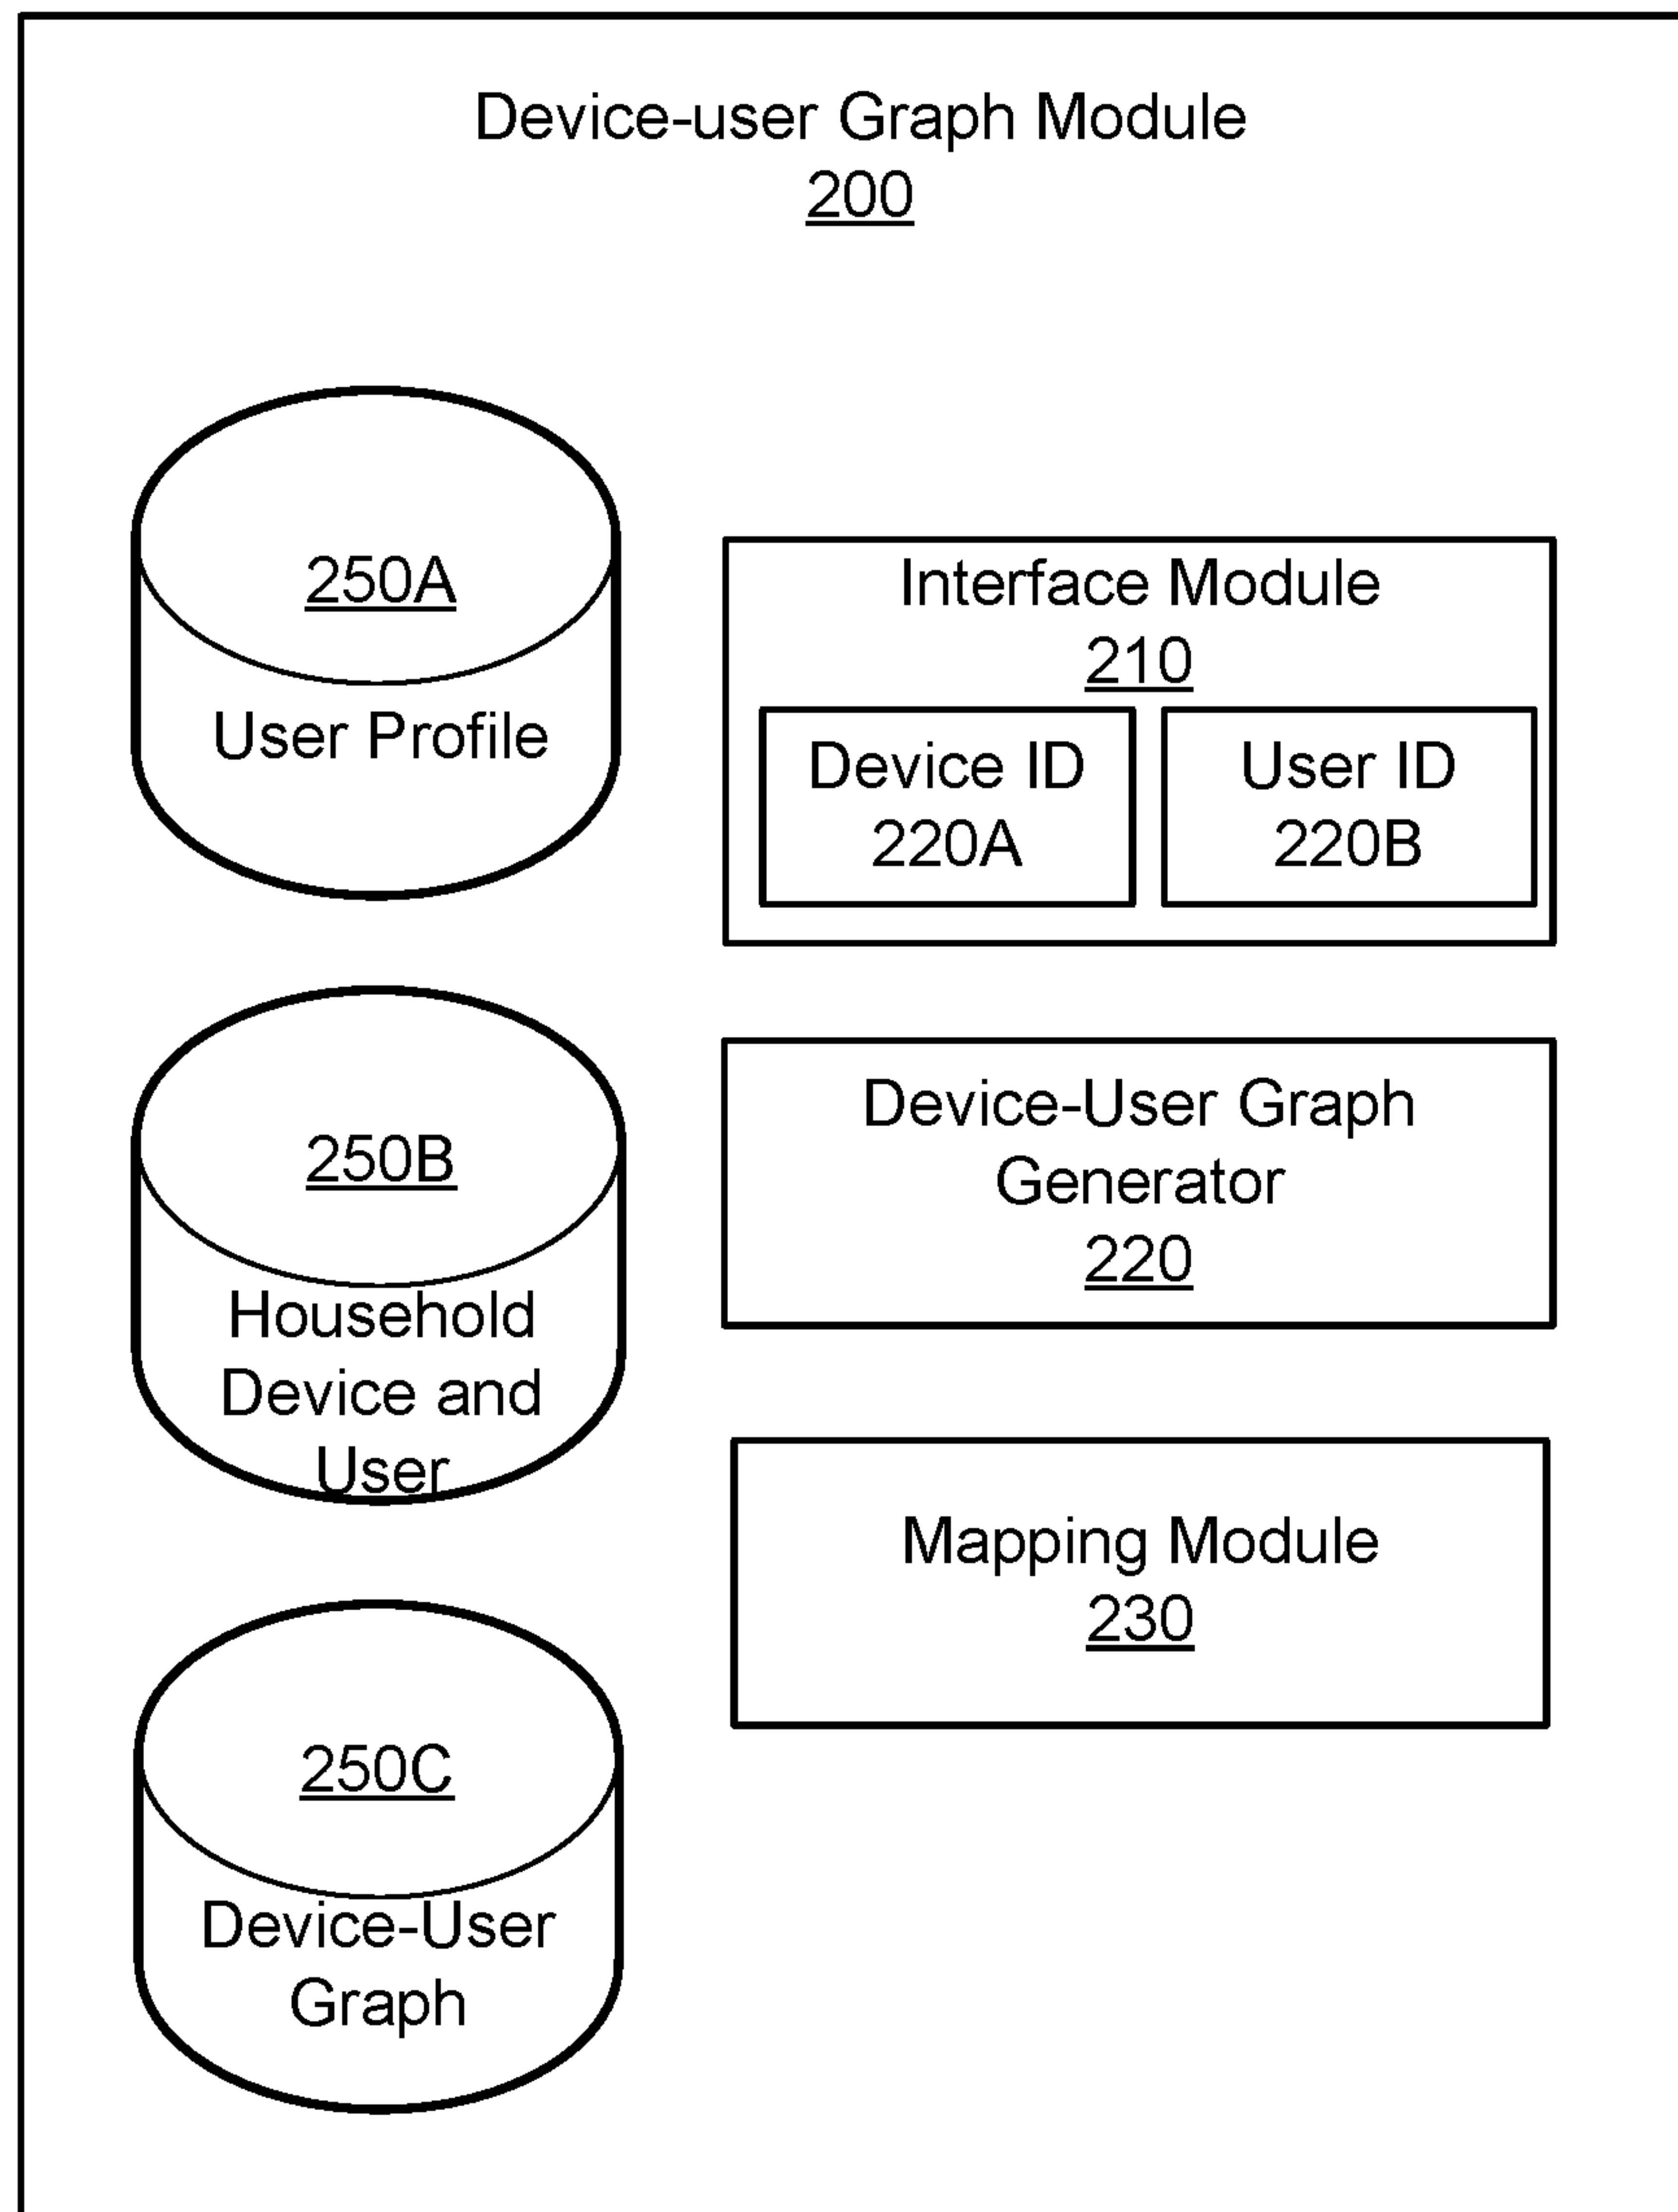 Device-user Graph Module
200
250A
User Profile
Interface Module
210
Device ID
220A
User ID
220B
250B
Household
Device and
User
Device-User Graph
Generator
220
Mapping Module
230
250C
Device-User
Graph